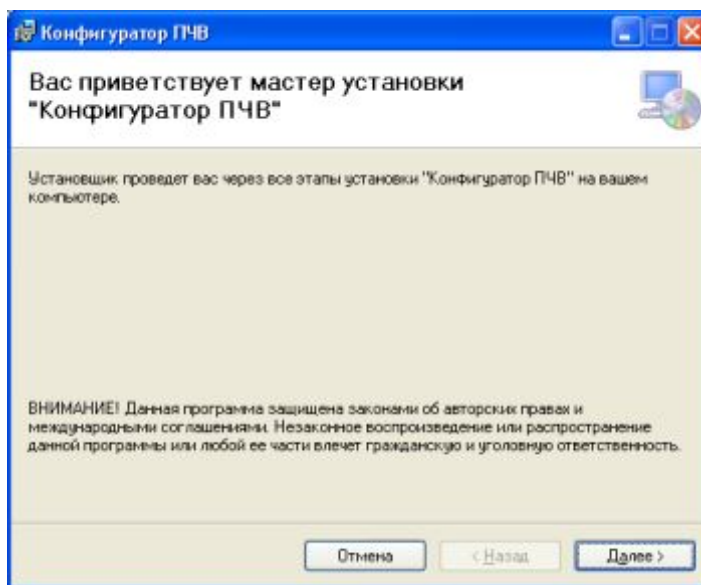 Конфигуратор ПЧВ
Вас приветствует мастер установки
"Конфигуратор ПЧВ"
Установщик проведет вас через все этапы установки "Конфигуратор ПЧВ" на вашем
компьютере.
ВНИМАНИЕ! Данная программа защищена законами об авторских правах и
международными соглашениями. Незаконное воспроизведение или распространение
данной программы или любой ее части влечет гражданскую и уголовную ответственность.
Отмена
< Назад
Далее >